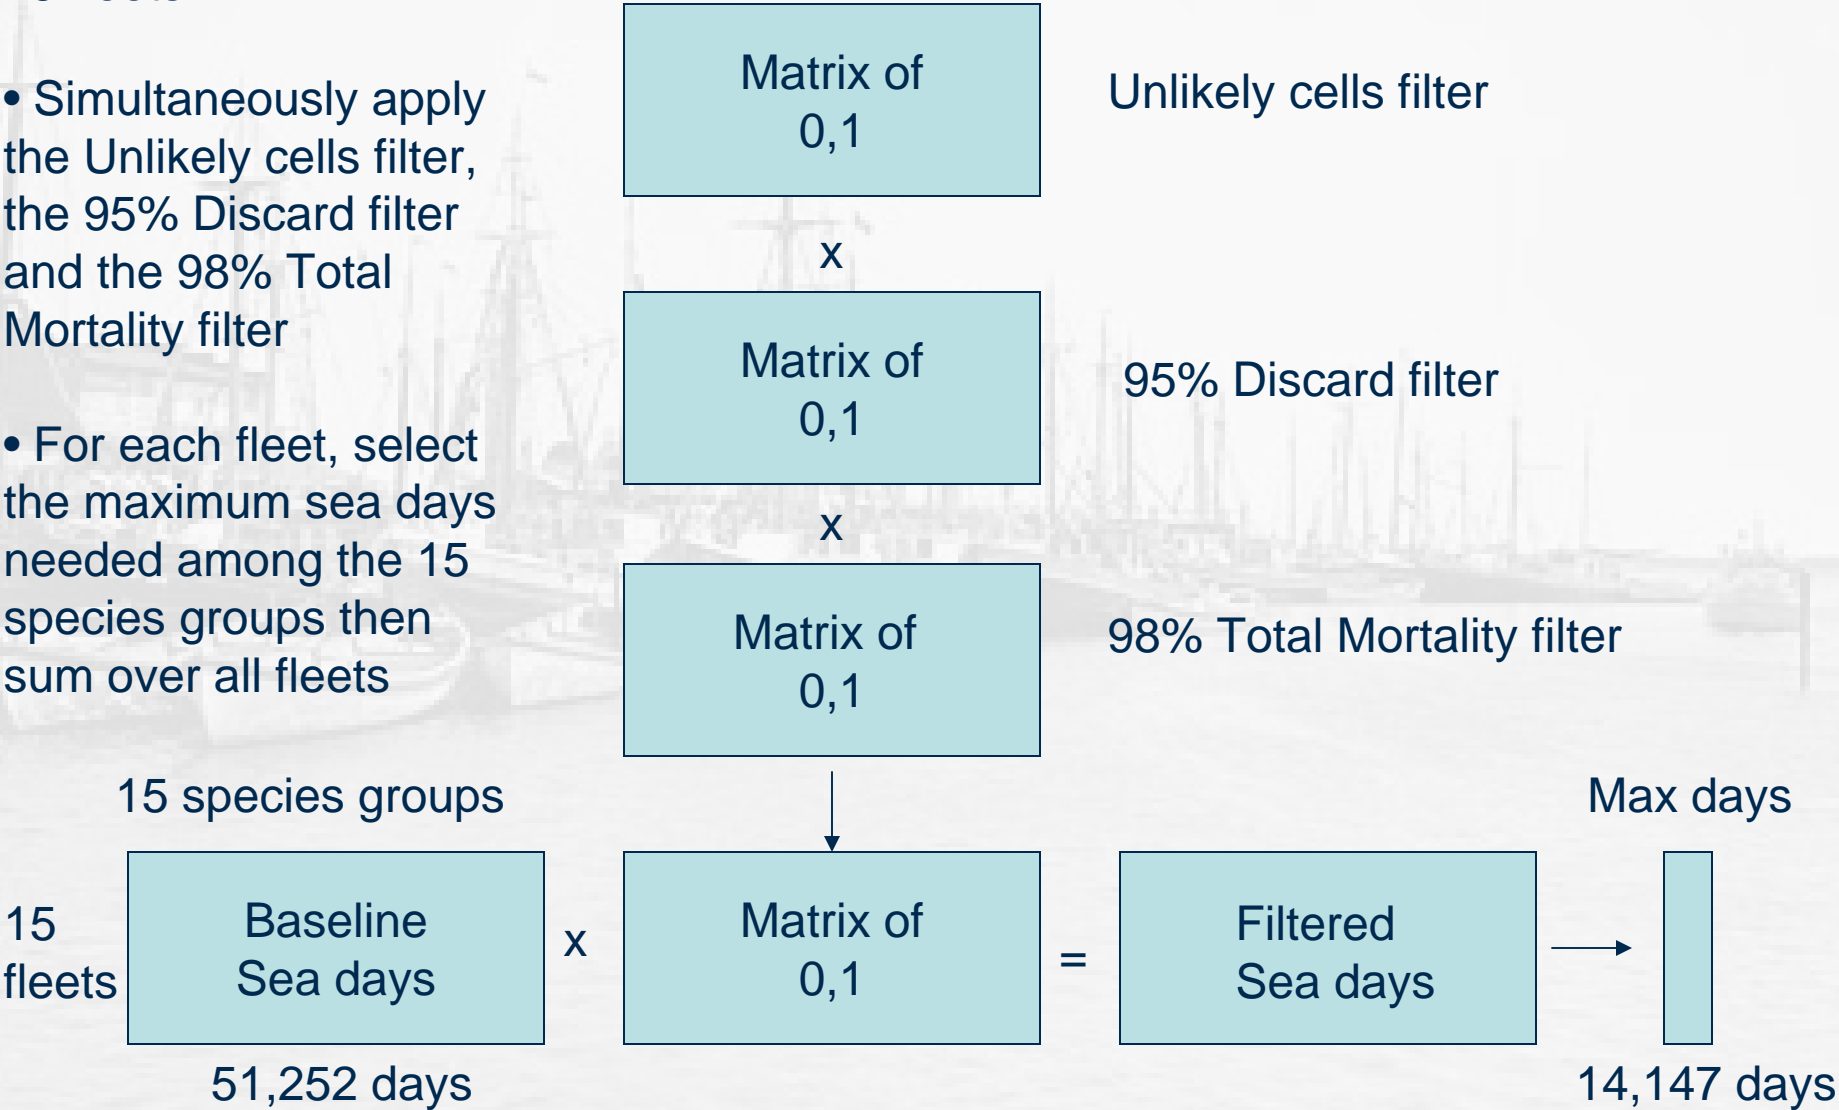 • Simultaneously apply
the Unlikely cells filter,
the 95% Discard filter
and the 98% Total
Mortality filter
• For each fleet, select
the maximum sea days
needed among the 15
species groups then
sum over all fleets
Matrix of
0,1
Unlikely cells filter
x
Matrix of
0,1
95% Discard filter
x
Matrix of
0,1
98% Total Mortality filter
15 species groups
Max days
15
fleets
Baseline
Sea days
x
Matrix of
0,1
=
Filtered
Sea days
51,252 days
14,147 days